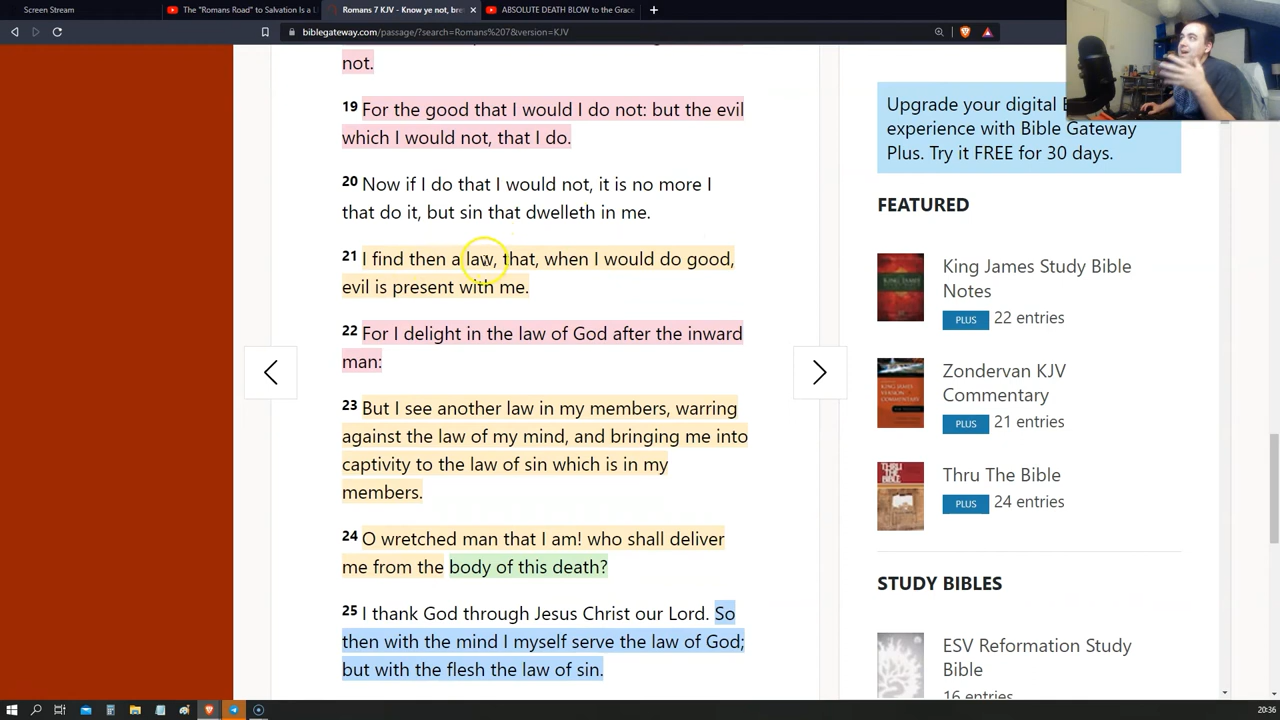 Screen Stream
The "Romans Road" to Salvation Is a L
Romans 7 KJV - Know ye not, bre
ABSOLUTE DEATH BLOW to the Grace
biblegateway.com/passage/?search=Romans%207&version=KJV
not.
19 For the good that I would I do not: but the evil
which I would not, that I do.
20 Now if I do that I would not, it is no more I
that do it, but sin that dwelleth in me.
21 I find then a law, that, when I would do good,
evil is present with me.
22 For I delight in the law of God after the inward
man:
23 But I see another law in my members, warring
against the law of my mind, and bringing me into
captivity to the law of sin which is in my
members.
24 O wretched man that I am! who shall deliver
me from the body of this death?
25 I thank God through Jesus Christ our Lord. So
then with the mind I myself serve the law of God;
but with the flesh the law of sin.
Upgrade your digital
experience with Bible Gateway
Plus. Try it FREE for 30 days.
FEATURED
King James Study Bible
Notes
PLUS 22 entries
Zondervan KJV
Commentary
PLUS 21 entries
Thru The Bible
PLUS 24 entries
STUDY BIBLES
ESV Reformation Study
Bible
16 entries
20:36